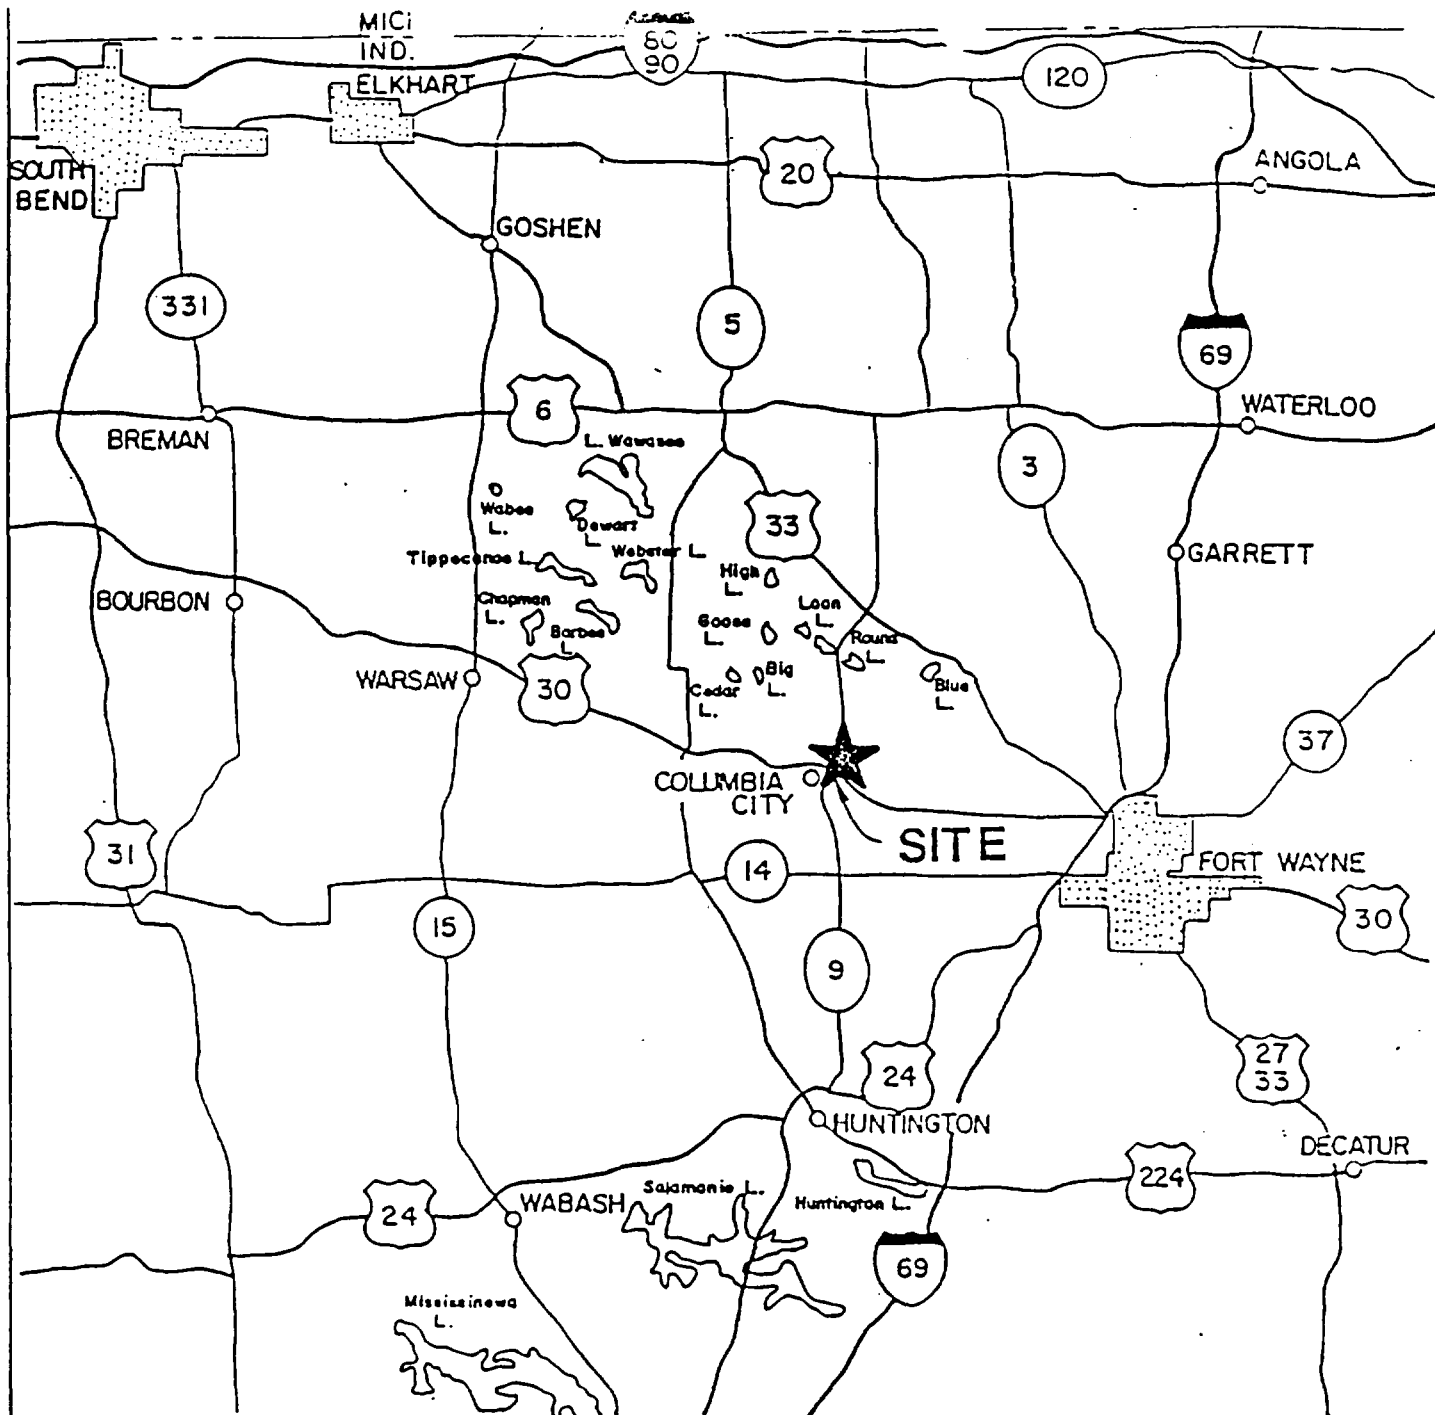 MICI
IND.
80
90
ELKHART
120
SOUTH
BEND
20
ANGOLA
GOSHEN
331
5
69
6
WATERLOO
BREMAN
L. Wawasee
3
Wabee
L.
Dewart
L.
33
Tippecanoe L.
Webster L.
GARRETT
High
L.
BOURBON
Chapman
L.
Loon
L.
Goose
L.
Barbee
L.
Round
L.
WARSAW
30
Big
L.
Cedar
L.
Blue
L.
37
COLUMBIA
CITY
SITE
31
14
FORT WAYNE
15
30
9
24
27
33
HUNTINGTON
DECATUR
224
24
WABASH
Salamonie L.
Huntington L.
69
Mississinewa
L.